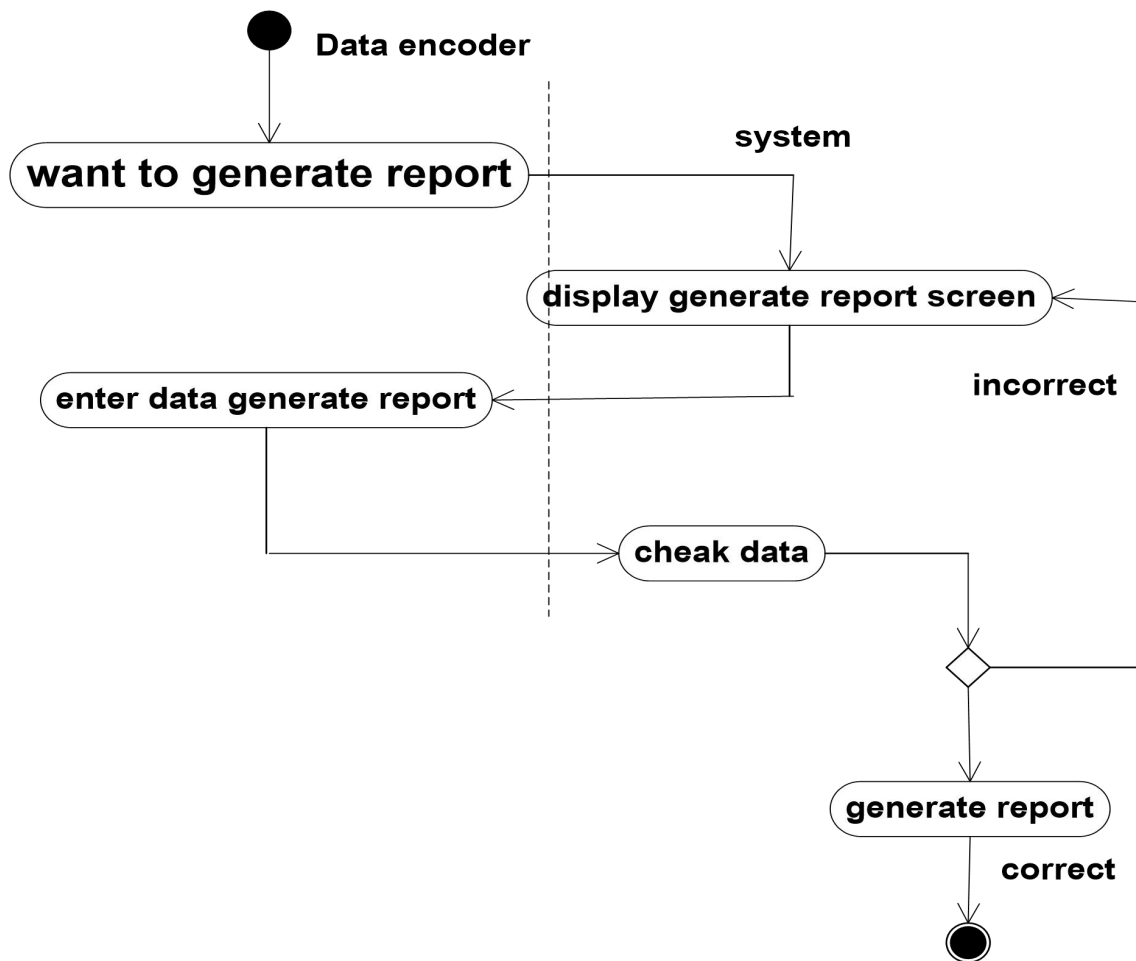 Data encoder
system
want to generate report
display generate report screen
incorrect
enter data generate report
cheak data
generate report
correct